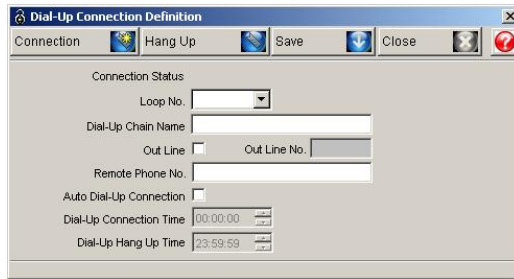 Dial-Up Connection Definition
Connection Hang Up Save Close ?
Connection Status
Loop No.
Dial-Up Chain Name
Out Line Out Line No.
Remote Phone No.
Auto Dial-Up Connection
Dial-Up Connection Time 00:00:00
Dial-Up Hang Up Time 23:59:59